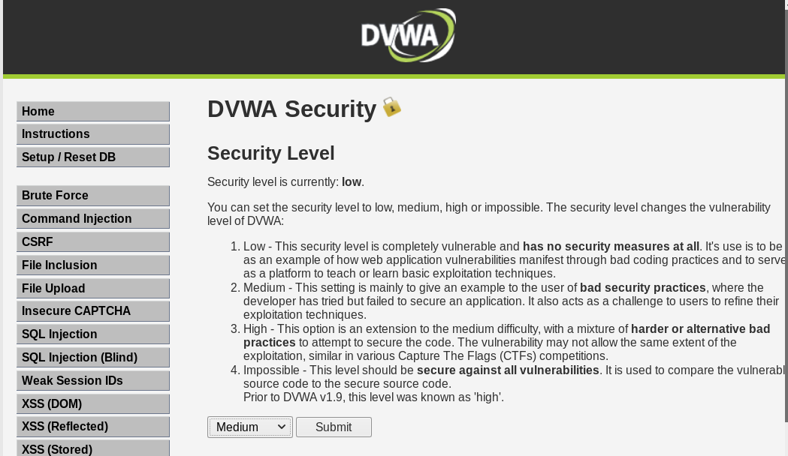 DVWA
Home
Instructions
Setup / Reset DB
Brute Force
Command Injection
CSRF
File Inclusion
File Upload
Insecure CAPTCHA
SQL Injection
SQL Injection (Blind)
Weak Session IDs
XSS (DOM)
XSS (Reflected)
XSS (Stored)
DVWA Security
Security Level
Security level is currently: low.
You can set the security level to low, medium, high or impossible. The security level changes the vulnerability
level of DVWA:
1. Low - This security level is completely vulnerable and has no security measures at all. It's use is to be
as an example of how web application vulnerabilities manifest through bad coding practices and to serve
as a platform to teach or learn basic exploitation techniques.
2. Medium - This setting is mainly to give an example to the user of bad security practices, where the
developer has tried but failed to secure an application. It also acts as a challenge to users to refine their
exploitation techniques.
3. High - This option is an extension to the medium difficulty, with a mixture of harder or alternative bad
practices to attempt to secure the code. The vulnerability may not allow the same extent of the
exploitation, similar in various Capture The Flags (CTFs) competitions.
4. Impossible - This level should be secure against all vulnerabilities. It is used to compare the vulnerabl
source code to the secure source code.
Prior to DVWA v1.9, this level was known as 'high'.
Medium
Submit